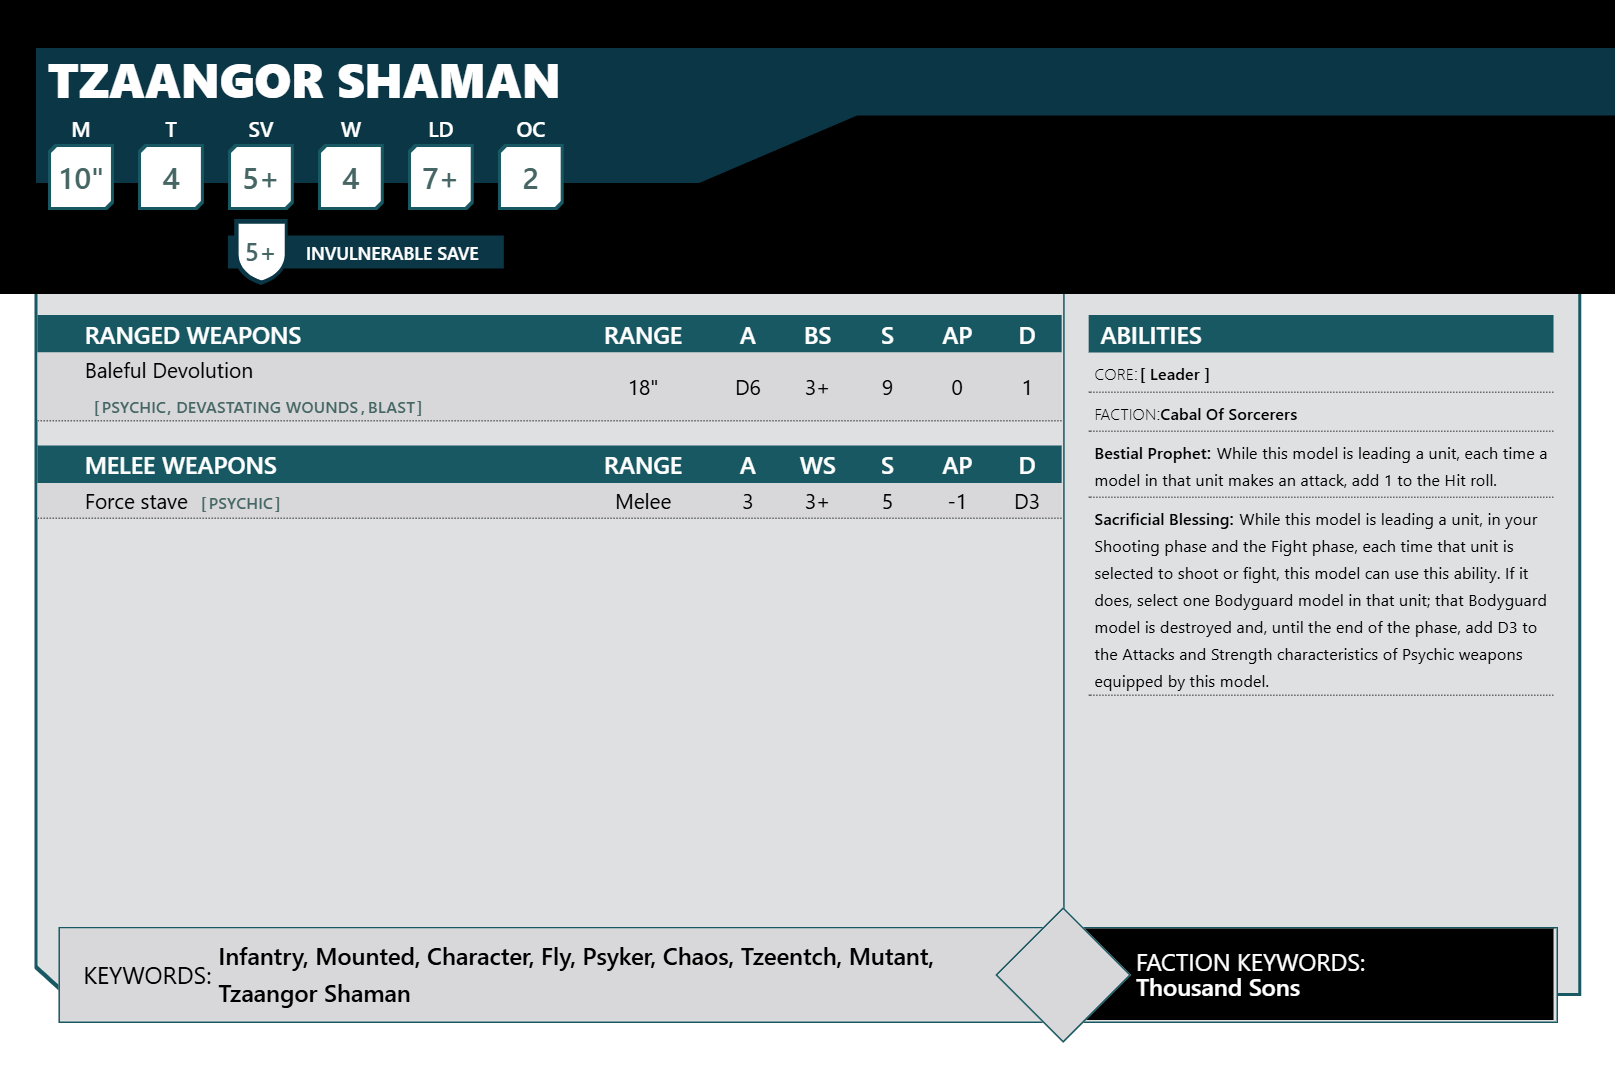 TZAANGOR SHAMAN
M T SV W LD OC
10" 4 5+ 4 7+ 2
5+ INVULNERABLE SAVE
RANGED WEAPONS RANGE A BS S AP D
Baleful Devolution
18" D6 3+ 9 0 1
[PSYCHIC, DEVASTATING WOUNDS, BLAST]
MELEE WEAPONS RANGE A WS S AP D
Force stave [PSYCHIC] Melee 3 3+ 5 -1 D3
ABILITIES
CORE:[ Leader ]
FACTION:Cabal Of Sorcerers
Bestial Prophet: While this model is leading a unit, each time a
model in that unit makes an attack, add 1 to the Hit roll.
Sacrificial Blessing: While this model is leading a unit, in your
Shooting phase and the Fight phase, each time that unit is
selected to shoot or fight, this model can use this ability. If it
does, select one Bodyguard model in that unit; that Bodyguard
model is destroyed and, until the end of the phase, add D3 to
the Attacks and Strength characteristics of Psychic weapons
equipped by this model.
KEYWORDS: Infantry, Mounted, Character, Fly, Psyker, Chaos, Tzeentch, Mutant,
Tzaangor Shaman
FACTION KEYWORDS:
Thousand Sons